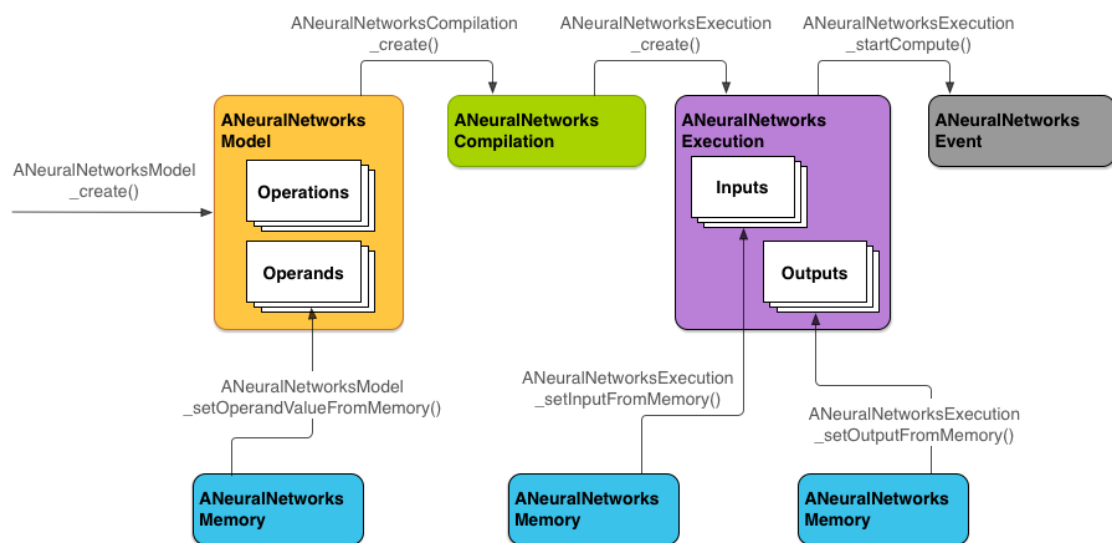 ANeuralNetworksCompilation
_create()
ANeuralNetworksExecution
_create()
ANeuralNetworksExecution
_startCompute()
ANeuralNetworksModel
_create()
ANeuralNetworks
Model
Operations
Operands
ANeuralNetworks
Compilation
ANeuralNetworks
Execution
Inputs
Outputs
ANeuralNetworks
Event
ANeuralNetworksModel
_setOperandValueFromMemory()
ANeuralNetworksExecution
_setInputFromMemory()
ANeuralNetworksExecution
_setOutputFromMemory()
ANeuralNetworks
Memory
ANeuralNetworks
Memory
ANeuralNetworks
Memory